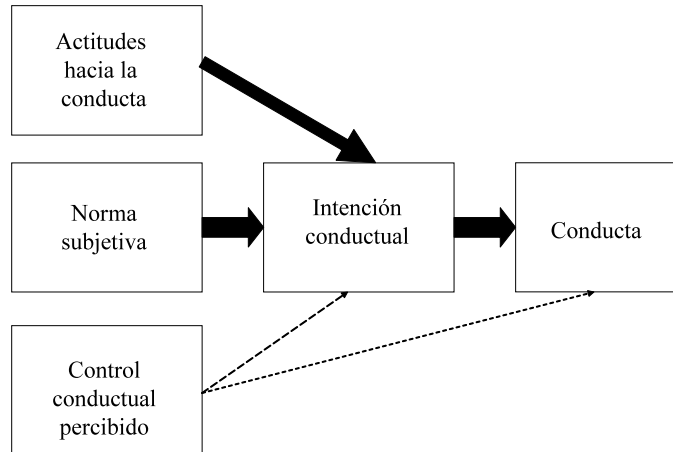 Actitudes
hacia la
conducta
Norma
subjetiva
Intención
conductual
Conducta
Control
conductual
percibido